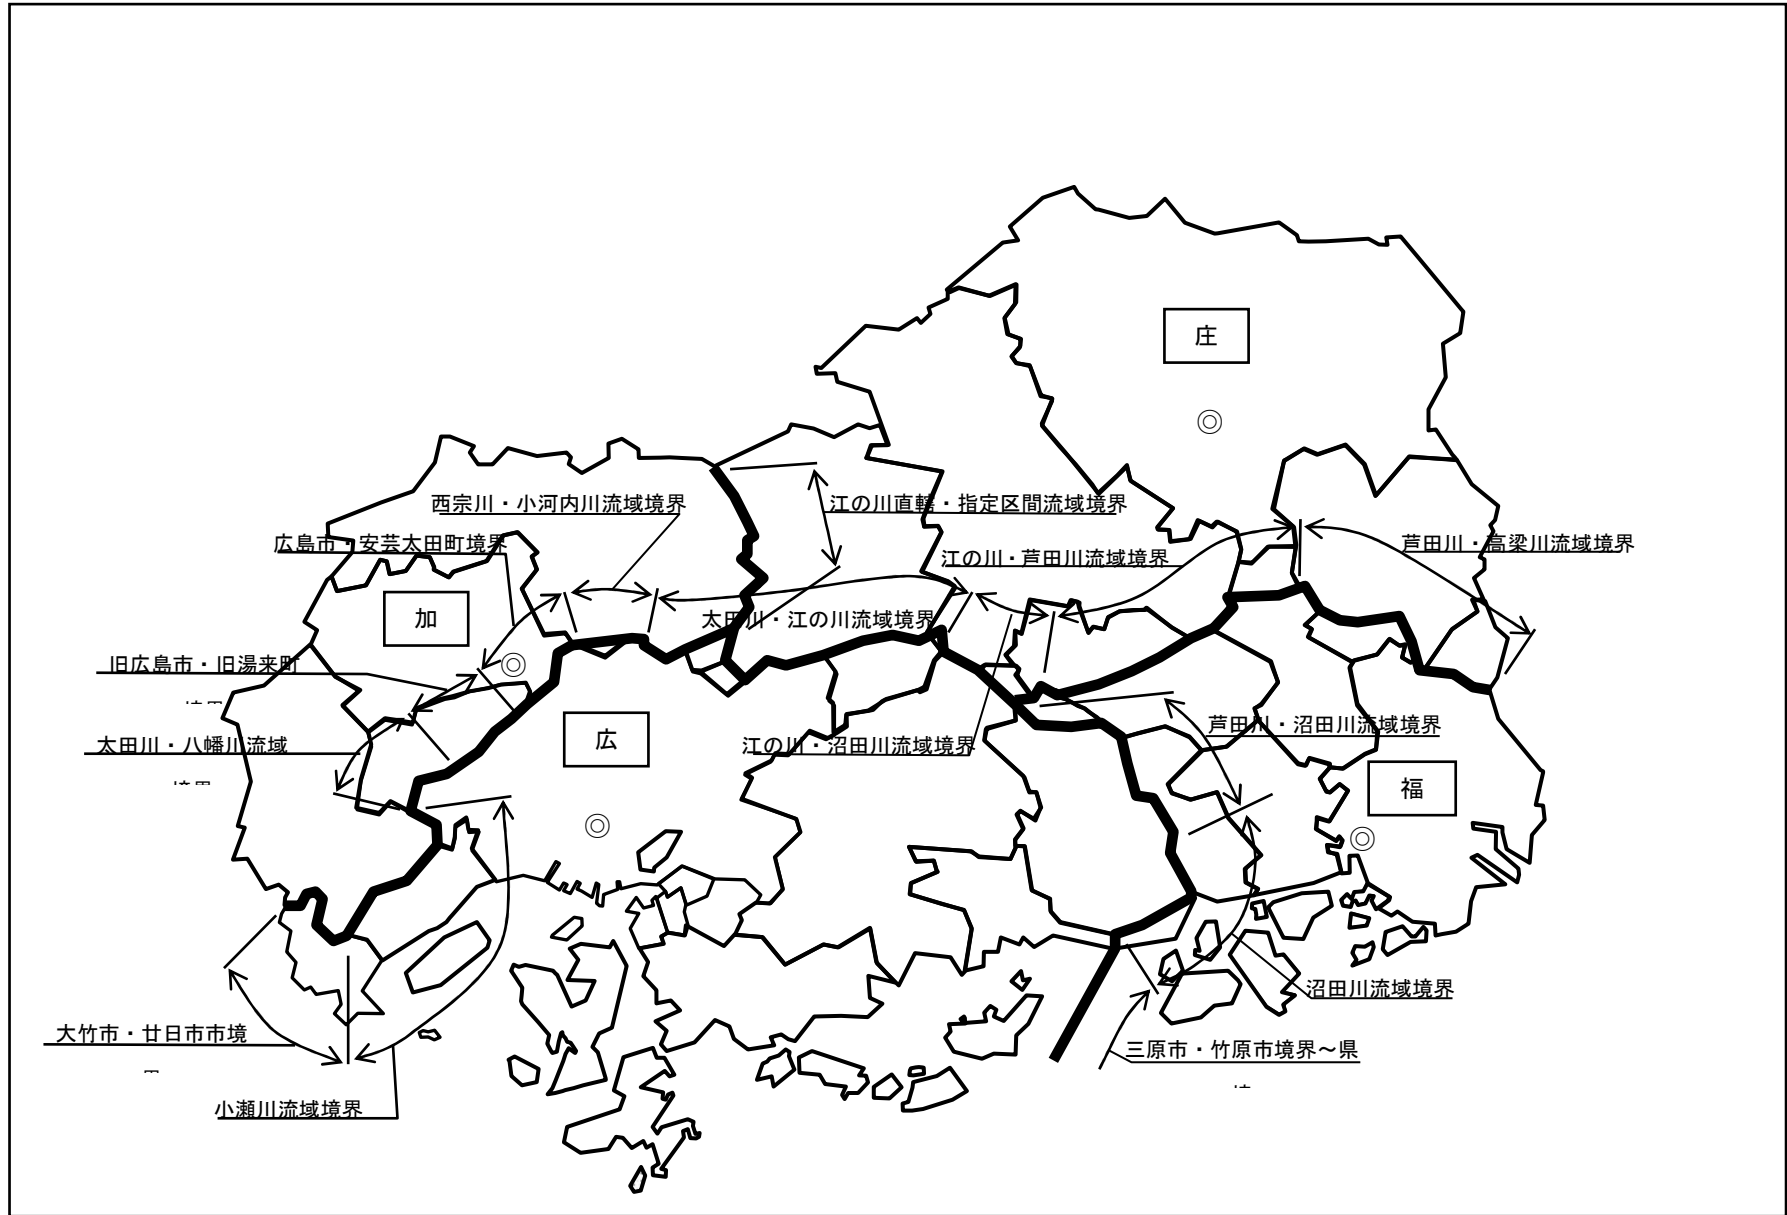 庄
西宗川・小河内川流域境界
江の川直轄・指定区間流域境界
広島市・安芸太田町境界
江の川・芦田川流域境界
芦田川・高梁川流域境界
加
太田川・江の川流域境界
旧広島市・旧湯来町
広
芦田川・沼田川流域境界
太田川・八幡川流域
江の川・沼田川流域境界
福
沼田川流域境界
大竹市・廿日市市境
三原市・竹原市境界～県
小瀬川流域境界